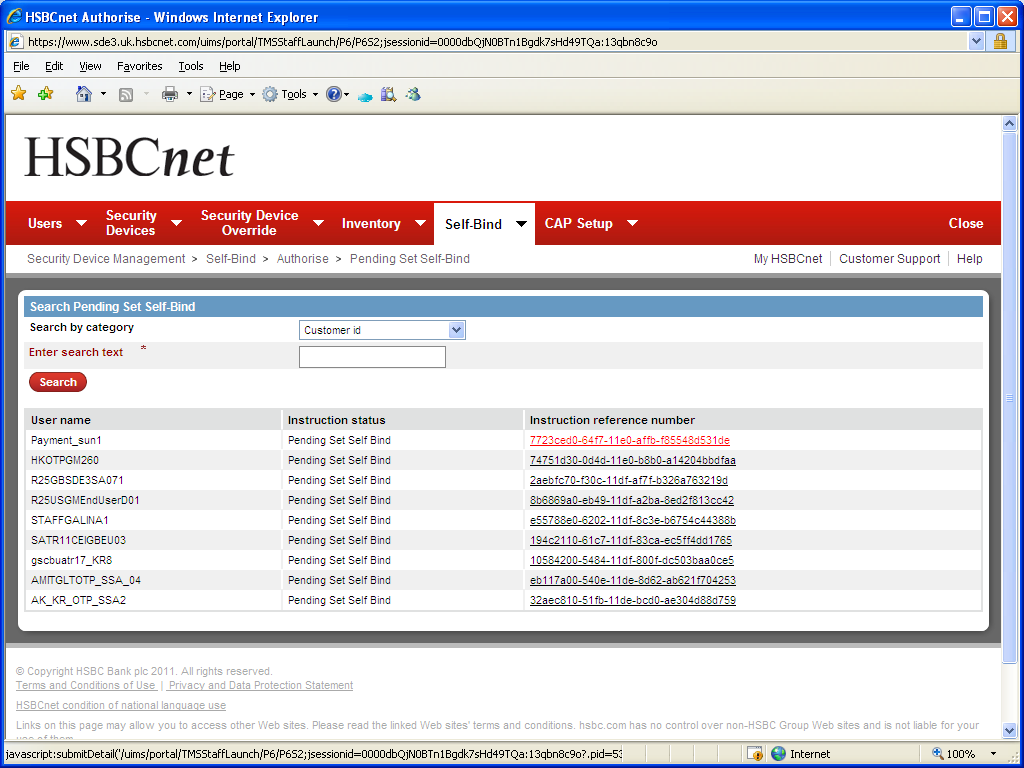 HSBCnet Authorise - Windows Internet Explorer
https://www.sde3.uk.hsbcnet.com/uims/portal/TMSStaffLaunch/P6/P6S2;jsessionid=0000dbQjN0BTn1Bgdk7sHd49TQa:13qbn8c9o
File Edit View Favorites Tools Help
Page Tools
HSBCnet
Users Security Devices Security Device Override Inventory Self-Bind CAP Setup Close
Security Device Management > Self-Bind > Authorise > Pending Set Self-Bind My HSBCnet Customer Support Help
Search Pending Set Self-Bind
Search by category Customer id
Enter search text *
Search
User name Instruction status Instruction reference number
Payment_sun1 Pending Set Self Bind 7723ced0-64f7-11e0-affb-f85548d531de
HKOTPGM260 Pending Set Self Bind 74751d30-0d4d-11e0-b8b0-a14204bbdfaa
R25GBSDE3SA071 Pending Set Self Bind 2aebfc70-f30c-11df-af7f-b326a763219d
R25USGMEndUserD01 Pending Set Self Bind 8b6869a0-eb49-11df-a2ba-8ed2f813cc42
STAFFGALINA1 Pending Set Self Bind e55788e0-6202-11df-8c3e-b6754c44388b
SATR11CEIGBEU03 Pending Set Self Bind 194c2110-61c7-11df-83ca-ec5ff4dd1765
gscbuatr17_KR8 Pending Set Self Bind 10584200-5484-11df-800f-dc503baa0ce5
AMITGLTOTP_SSA_04 Pending Set Self Bind eb117a00-540e-11de-8d62-ab621f704253
AK_KR_OTP_SSA2 Pending Set Self Bind 32aec810-51fb-11de-bcd0-ae304d88d759
© Copyright HSBC Bank plc 2011. All rights reserved.
Terms and Conditions of Use | Privacy and Data Protection Statement
HSBCnet condition of national language use
Links on this page may allow you to access other Web sites. Please read the linked Web sites' terms and conditions. hsbc.com has no control over non-HSBC Group Web sites and is not liable for your
use of them.
javascript:submitDetail('/uims/portal/TMSStaffLaunch/P6/P6S2;jsessionid=0000dbQjN0BTn1Bgdk7sHd49TQa:13qbn8c9o?.pid=53 Internet 100%